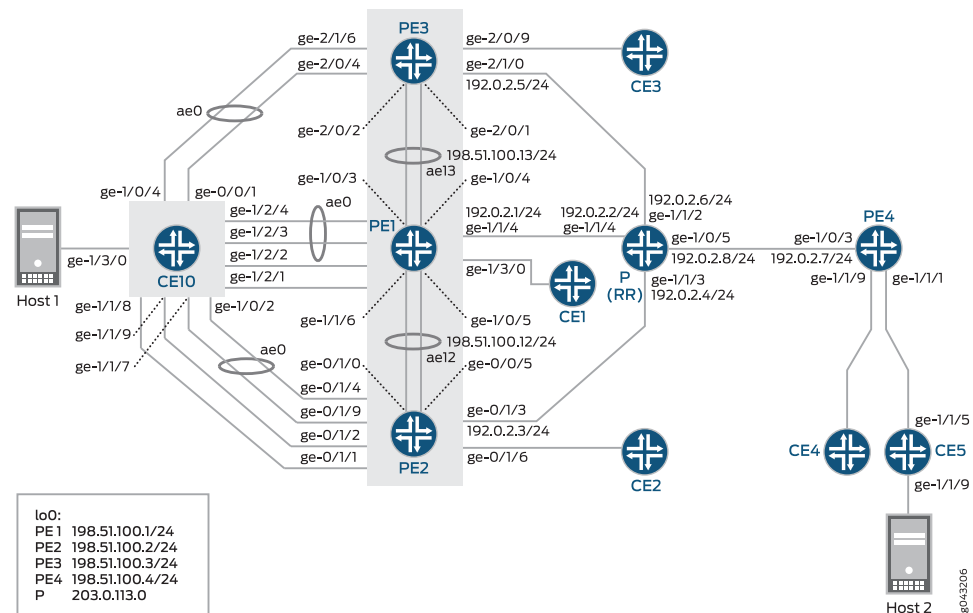 PE3
ge-2/1/6
ge-2/0/9
ge-2/0/4
ge-2/1/0
192.0.2.5/24
CE3
ae0
ge-2/0/2
ge-2/0/1
198.51.100.13/24
ae13
ge-1/0/3
ge-1/0/4
ge-1/0/4
ge-0/0/1
ae0
ge-1/2/4
ge-1/2/3
ge-1/2/2
ge-1/2/1
PE1
192.0.2.1/24
ge-1/1/4
192.0.2.2/24
ge-1/1/4
192.0.2.6/24
ge-1/1/2
ge-1/0/5
192.0.2.8/24
ge-1/0/3
192.0.2.7/24
PE4
ge-1/3/0
Host 1
CE10
ge-1/3/0
CE1
P
(RR)
ge-1/1/3
192.0.2.4/24
ge-1/1/9
ge-1/1/1
ge-1/1/8
ge-1/0/2
ge-1/1/9
ge-1/1/7
ge-1/1/6
ge-1/0/5
198.51.100.12/24
ae12
ae0
ge-0/1/0
ge-0/0/5
ge-0/1/4
ge-0/1/9
ge-0/1/2
ge-0/1/1
PE2
ge-0/1/3
192.0.2.3/24
ge-0/1/6
CE2
ge-1/1/5
CE4
CE5
ge-1/1/9
Host 2
lo0:
PE 1 198.51.100.1/24
PE2 198.51.100.2/24
PE3 198.51.100.3/24
PE4 198.51.100.4/24
P 203.0.113.0
g043206